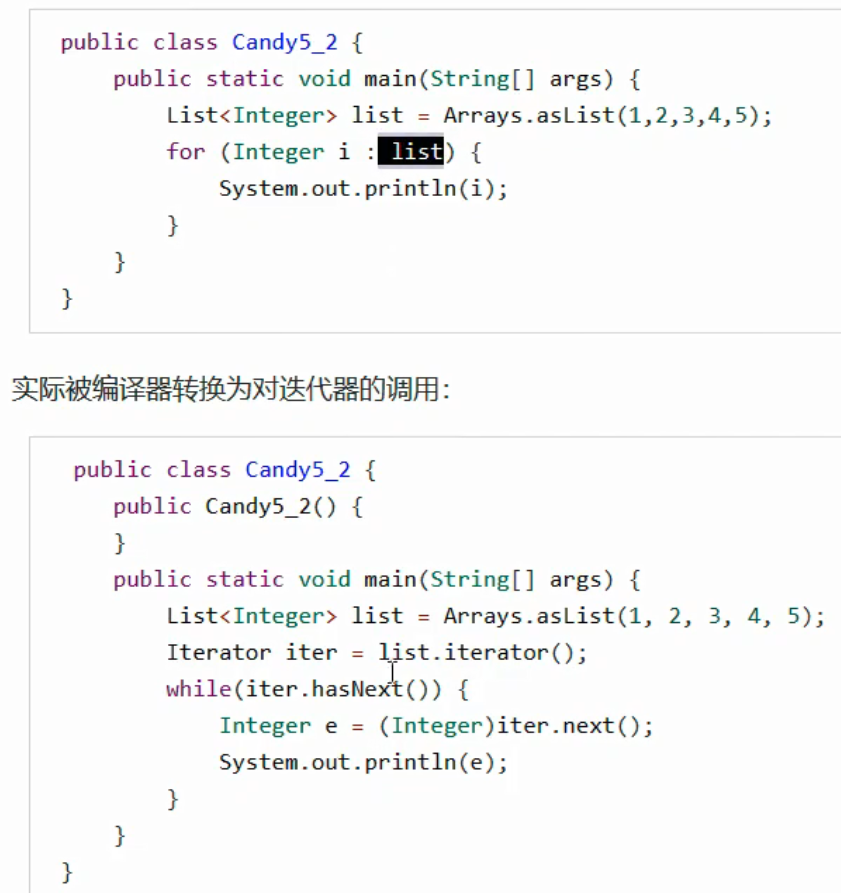 public class Candy5_2 {
    public static void main(String[] args) {
        List<Integer> list = Arrays.asList(1,2,3,4,5);
        for (Integer i : list) {
            System.out.println(i);
        }
    }
}
实际被编译器转换为对迭代器的调用：
public class Candy5_2 {
    public Candy5_2() {
    }
    public static void main(String[] args) {
        List<Integer> list = Arrays.asList(1, 2, 3, 4, 5);
        Iterator iter = list.iterator();
        while(iter.hasNext()) {
            Integer e = (Integer)iter.next();
            System.out.println(e);
        }
    }
}